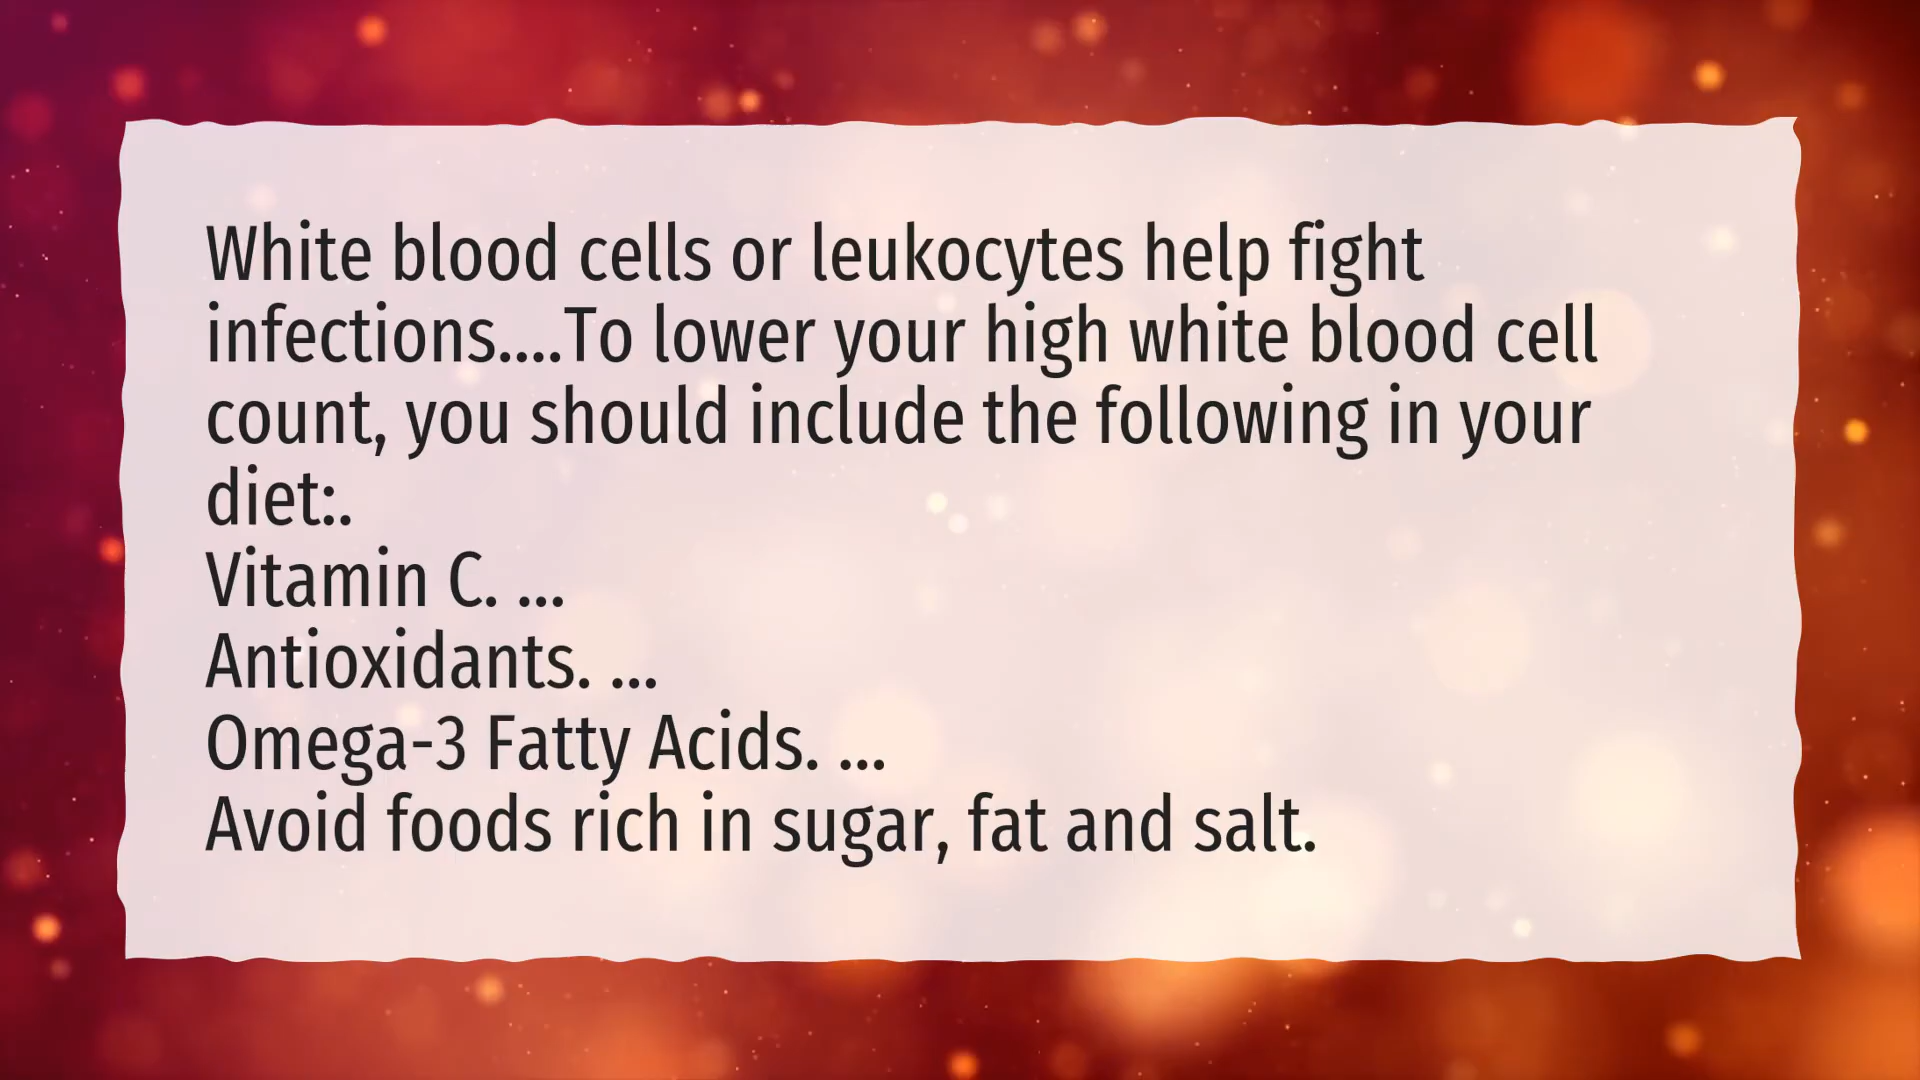 White blood cells or leukocytes help fight
infections....To lower your high white blood cell
count, you should include the following in your
diet:.
Vitamin C. ...
Antioxidants. ...
Omega-3 Fatty Acids. ...
Avoid foods rich in sugar, fat and salt.